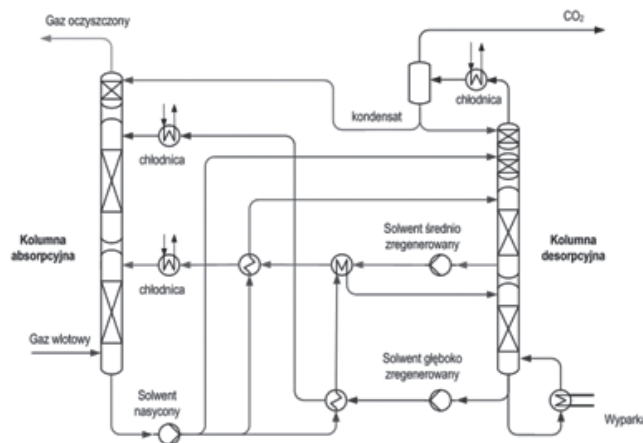 Gaz oczyszczony
CO₂
chłodnica
kondensat
chłodnica
Kolumna
absorpcyjna
Solwent średnio
zregenerowany
Kolumna
desorpcyjna
chłodnica
Gaz wlotowy
Solwent głęboko
zregenerowany
Solwent
nasycony
Wyparka